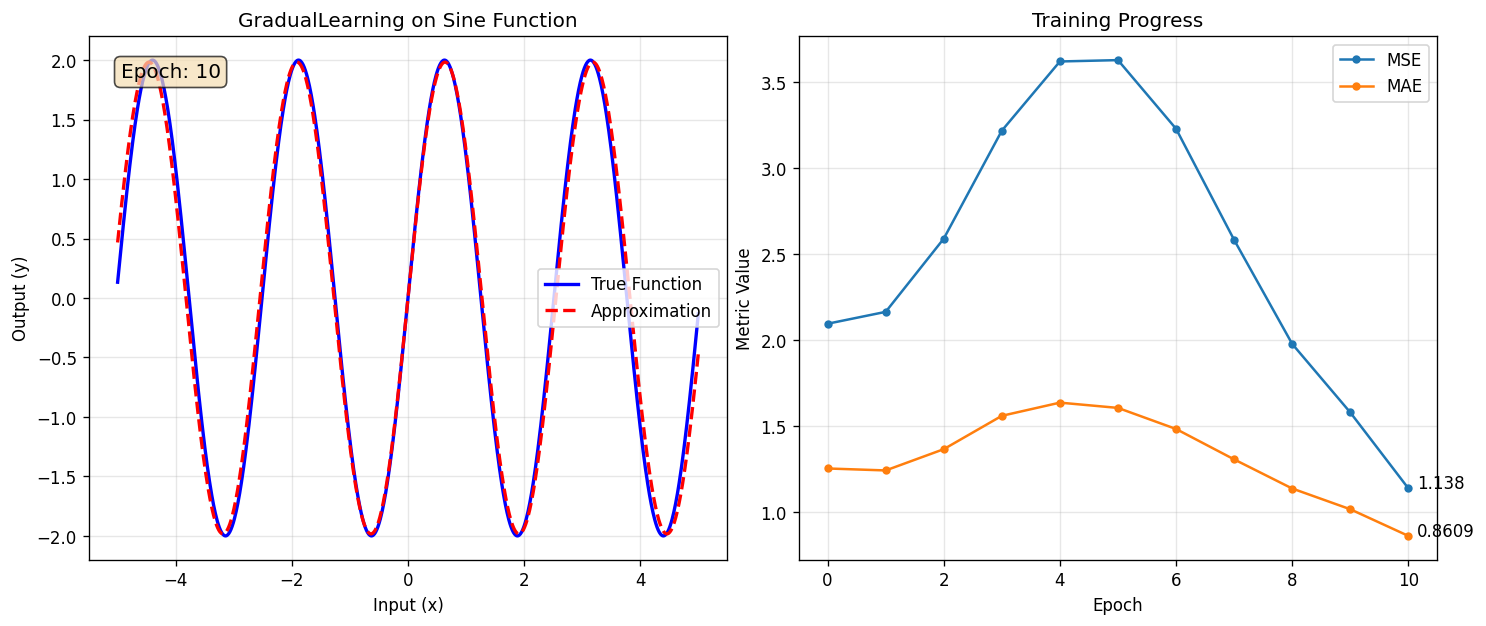 GradualLearning on Sine Function
Epoch: 10
2.0
1.5
1.0
0.5
0.0
−0.5
−1.0
−1.5
−2.0
Output (y)
True Function
Approximation
−4
−2
0
2
4
Input (x)
Training Progress
MSE
MAE
3.5
3.0
2.5
2.0
1.5
1.0
Metric Value
1.138
0.8609
0
2
4
6
8
10
Epoch